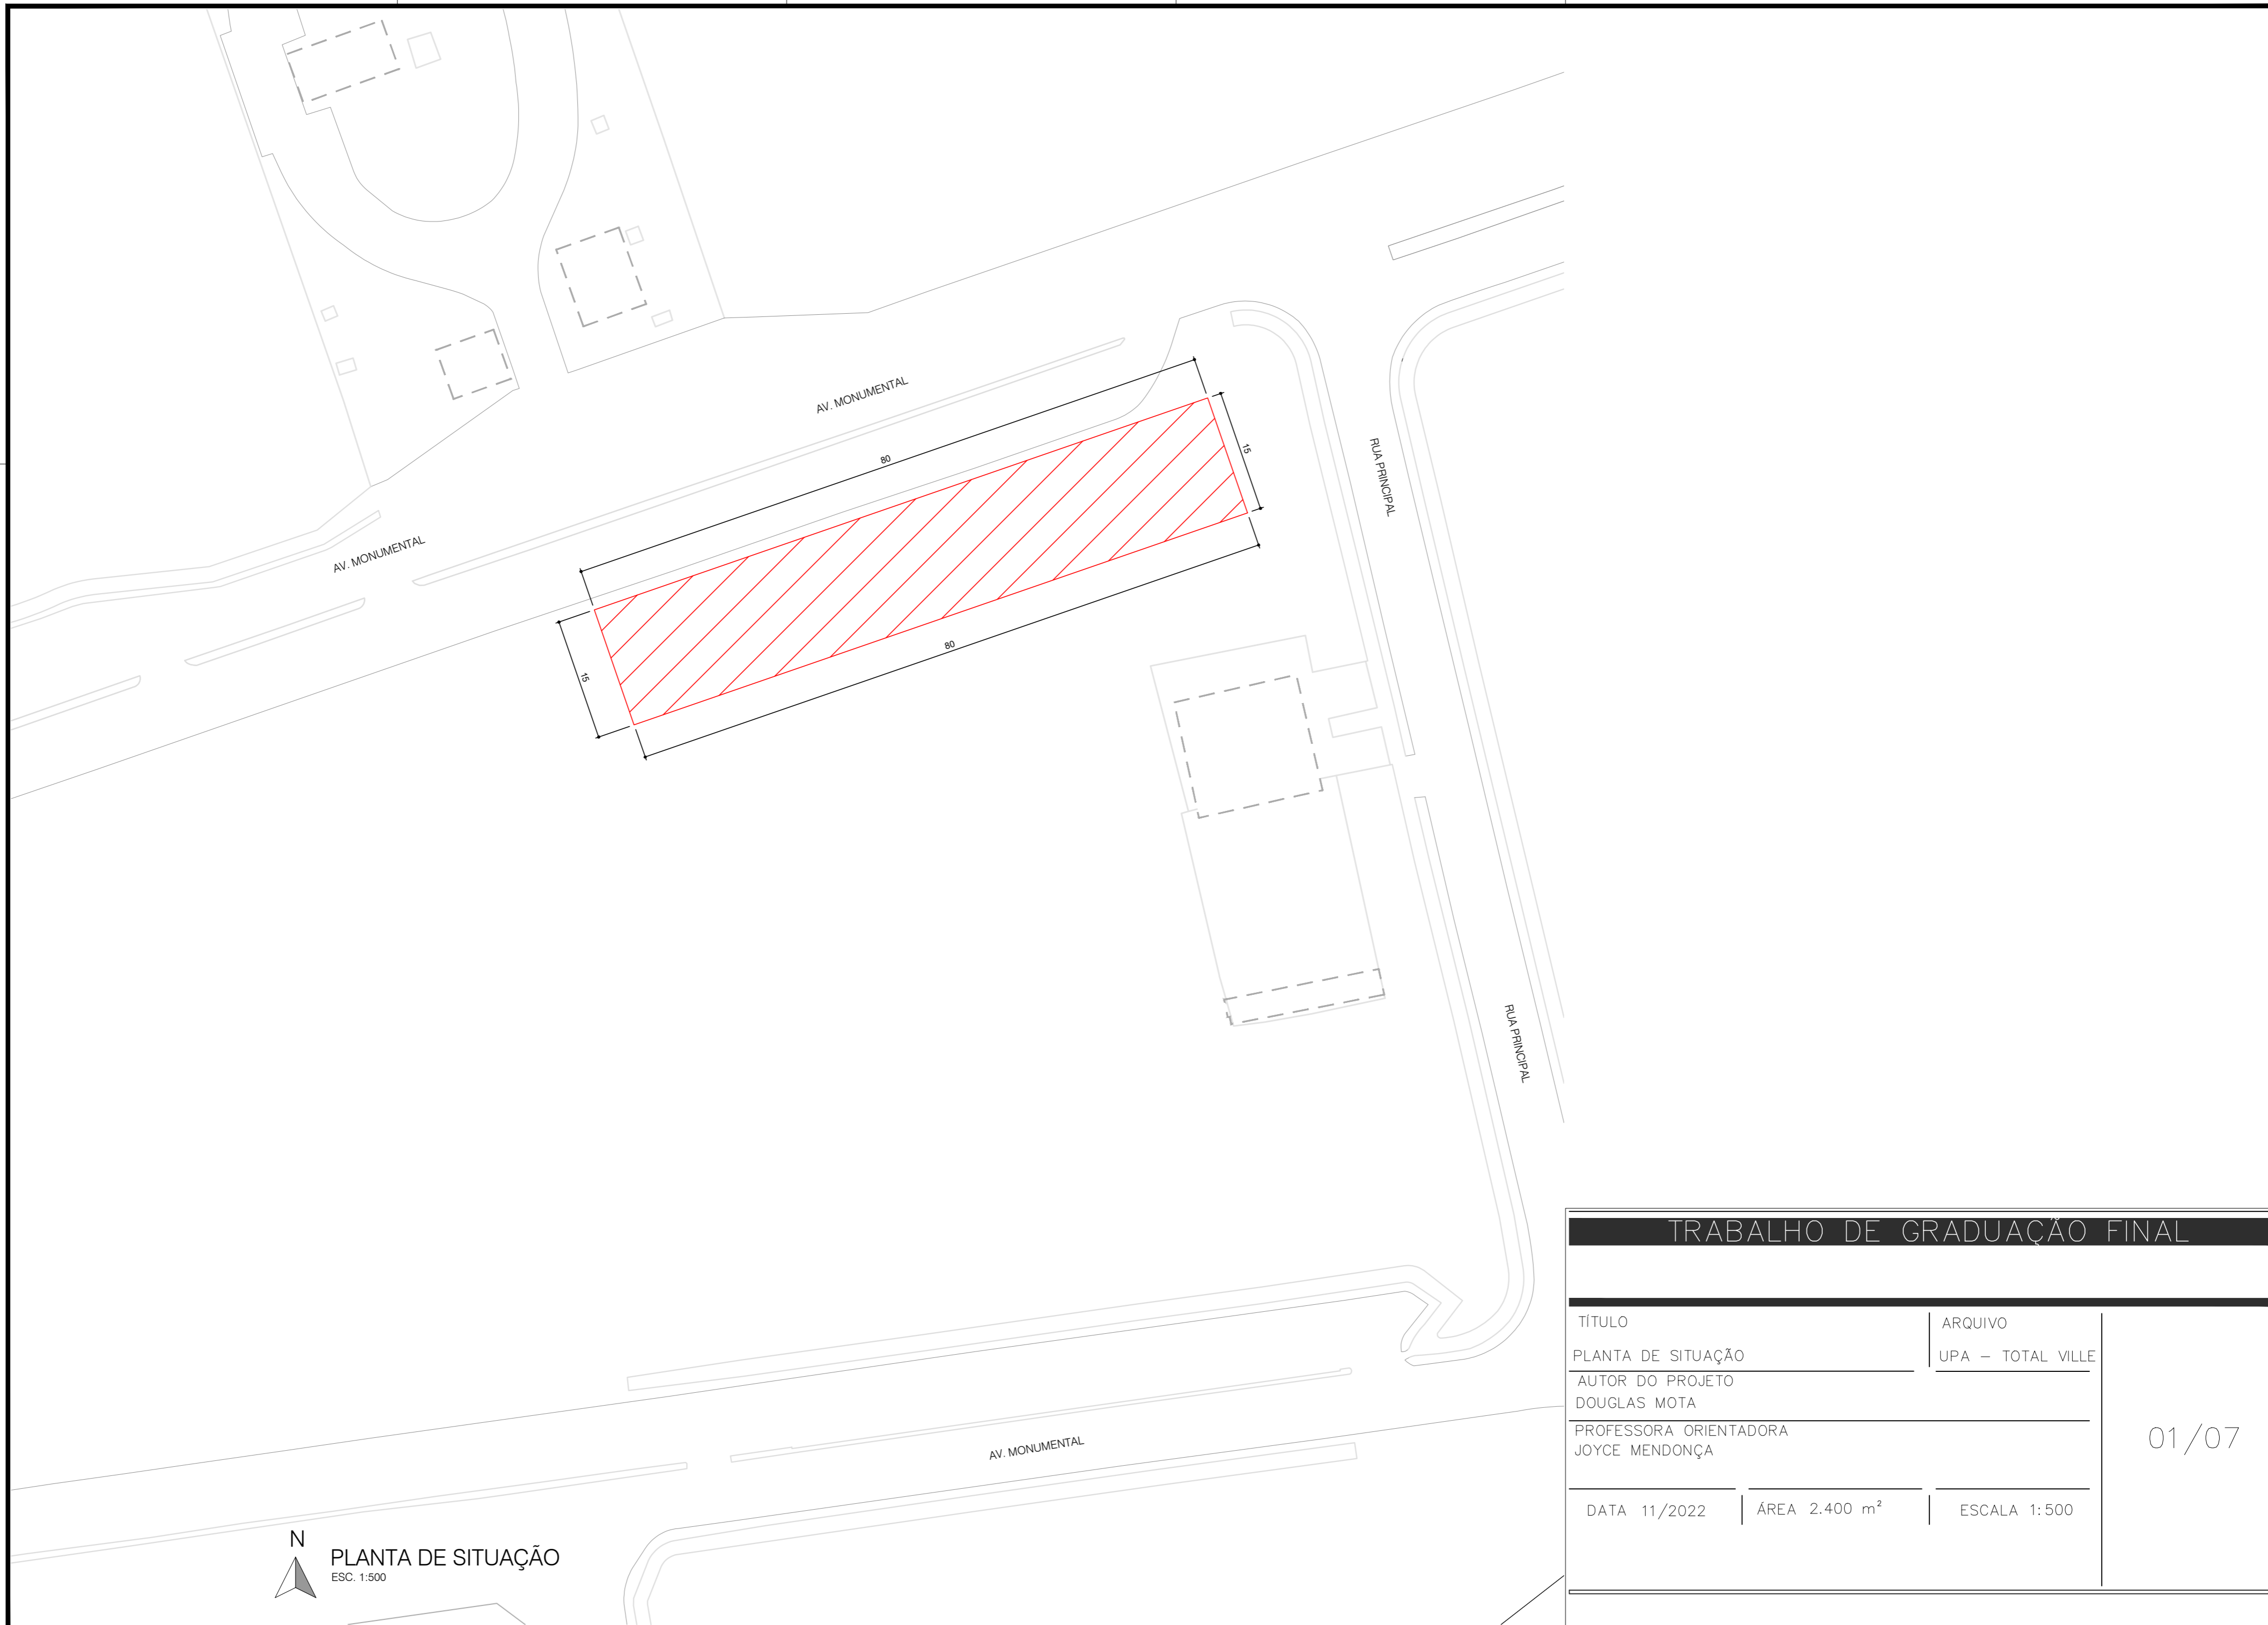 AV. MONUMENTAL
80
15
RUA PRINCIPAL
AV. MONUMENTAL
80
15
RUA PRINCIPAL
AV. MONUMENTAL
N
PLANTA DE SITUAÇÃO
ESC. 1:500
TRABALHO DE GRADUAÇÃO FINAL
TÍTULO
PLANTA DE SITUAÇÃO
ARQUIVO
UPA – TOTAL VILLE
AUTOR DO PROJETO
DOUGLAS MOTA
PROFESSORA ORIENTADORA
JOYCE MENDONÇA
DATA 11/2022
ÁREA 2.400 m²
ESCALA 1:500
01/07